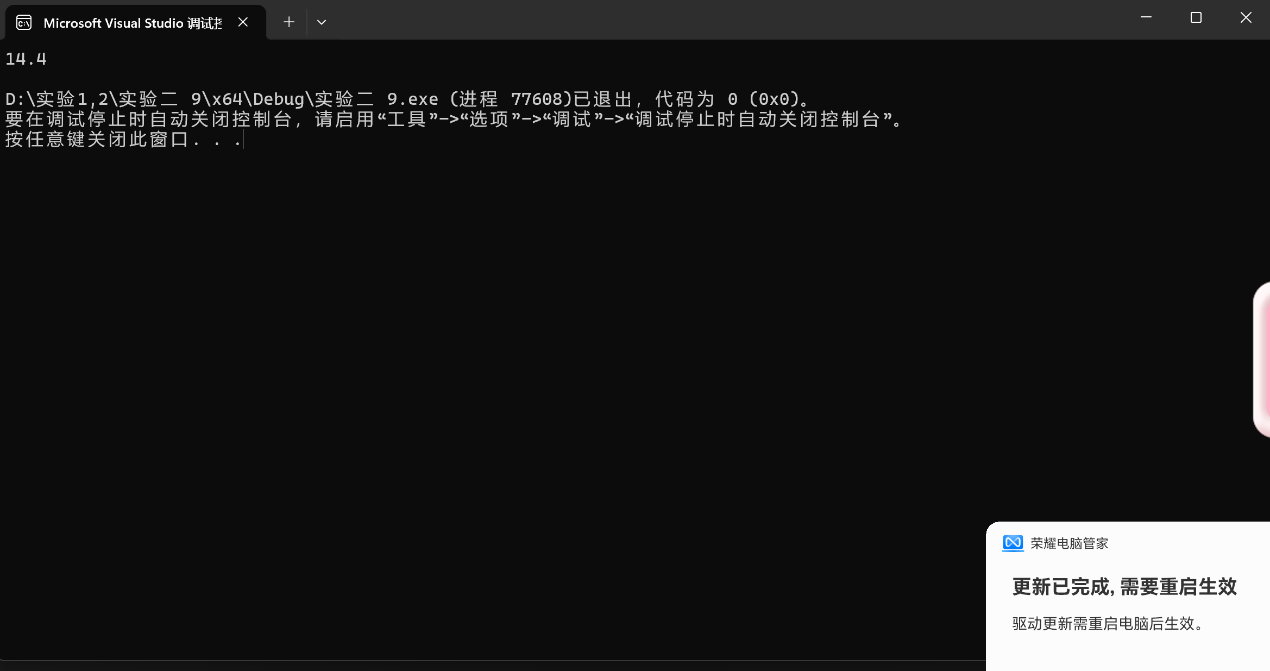 Microsoft Visual Studio 调试
14.4
D:\实验1,2\实验二 9\x64\Debug\实验二 9.exe (进程 77608)已退出，代码为 0 (0x0)。
要在调试停止时自动关闭控制台，请启用“工具”->“选项”->“调试”->“调试停止时自动关闭控制台”。
按任意键关闭此窗口. . .
荣耀电脑管家
更新已完成, 需要重启生效
驱动更新需重启电脑后生效。